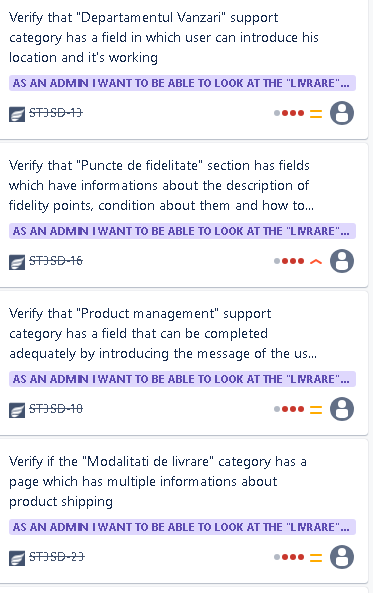 Verify that "Departamentul Vanzari" support
category has a field in which user can introduce his
location and it's working
AS AN ADMIN I WANT TO BE ABLE TO LOOK AT THE "LIVRARE"...
ST3SD-13
Verify that "Puncte de fidelitate" section has fields
which have informations about the description of
fidelity points, condition about them and how to...
AS AN ADMIN I WANT TO BE ABLE TO LOOK AT THE "LIVRARE"...
ST3SD-16
Verify that "Product management" support
category has a field that can be completed
adequately by introducing the message of the us...
AS AN ADMIN I WANT TO BE ABLE TO LOOK AT THE "LIVRARE"...
ST3SD-18
Verify if the "Modalitati de livrare" category has a
page which has multiple informations about
product shipping
AS AN ADMIN I WANT TO BE ABLE TO LOOK AT THE "LIVRARE"...
ST3SD-23